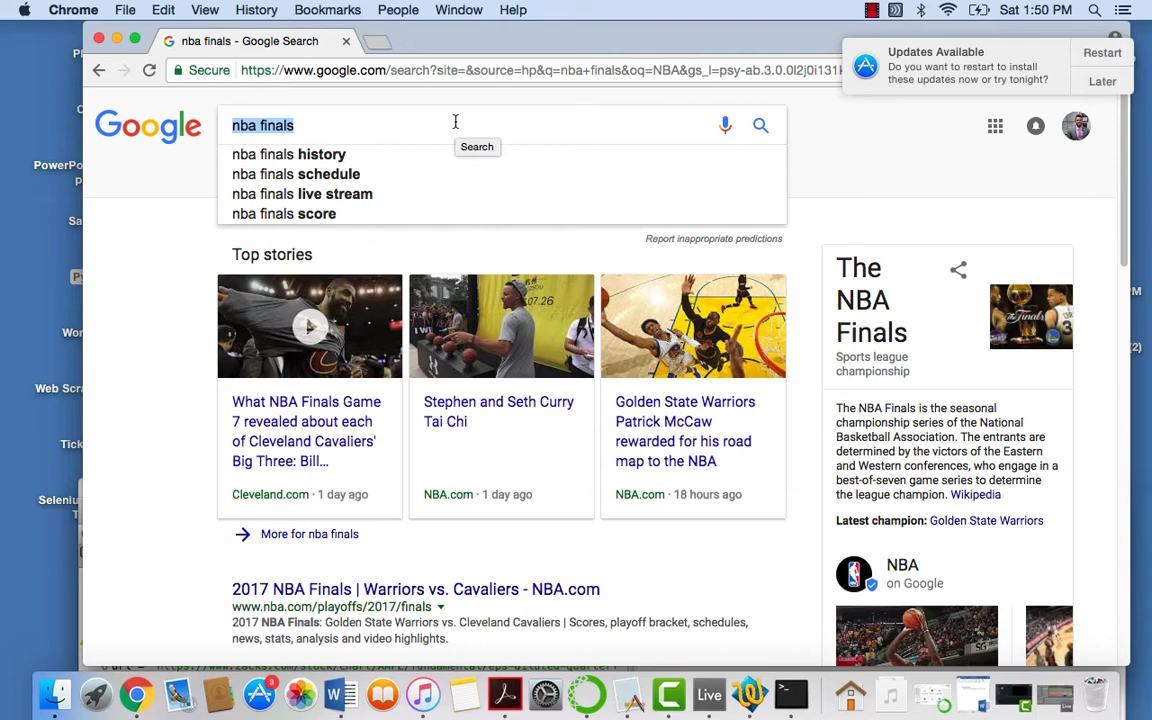 Chrome File Edit View History Bookmarks People Window Help Sat 1:50 PM
nba finals - Google Search
Secure https://www.google.com/search?site=&source=hp&q=nba+finals&oq=NBA&gs_l=psy-ab.3.0.0l2j0i131k
Updates Available
Do you want to restart to install
these updates now or try tonight?
Restart
Later
Google
nba finals
Search
nba finals history
nba finals schedule
nba finals live stream
nba finals score
Report inappropriate predictions
Top stories
What NBA Finals Game
7 revealed about each
of Cleveland Cavaliers'
Big Three: Bill...
Cleveland.com · 1 day ago
Stephen and Seth Curry
Tai Chi
NBA.com · 1 day ago
Golden State Warriors
Patrick McCaw
rewarded for his road
map to the NBA
NBA.com · 18 hours ago
More for nba finals
2017 NBA Finals | Warriors vs. Cavaliers - NBA.com
www.nba.com/playoffs/2017/finals
2017 NBA Finals: Golden State Warriors vs. Cleveland Cavaliers | Scores, playoff bracket, schedules,
news, stats, analysis and video highlights.
The
NBA
Finals
Sports league
championship
The NBA Finals is the seasonal
championship series of the National
Basketball Association. The entrants are
determined by the victors of the Eastern
and Western conferences, who engage in a
best-of-seven game series to determine
the league champion. Wikipedia
Latest champion: Golden State Warriors
NBA
on Google
PowerPo
Sa
Wor
Web Scra
Tick
Seleniu
3
Live